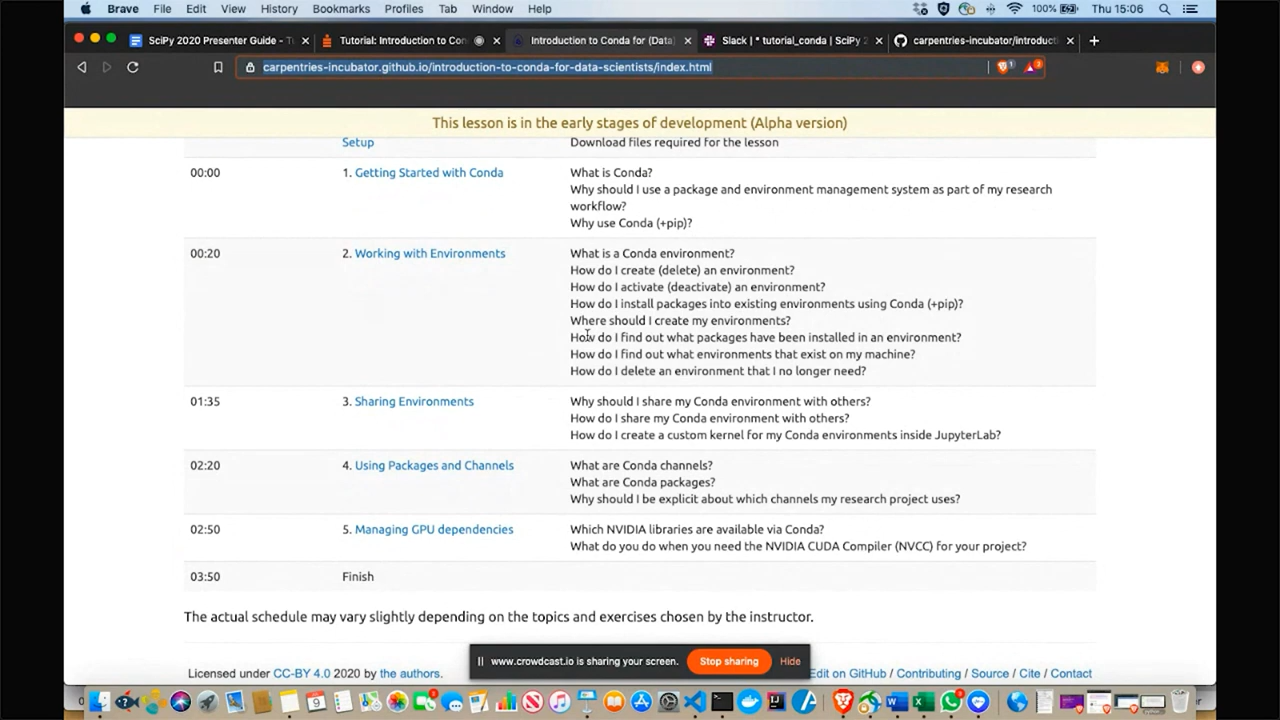 Brave File Edit View History Bookmarks Profiles Tab Window Help 100% Thu 15:06
SciPy 2020 Presenter Guide - T
Tutorial: Introduction to Con
Introduction to Conda for (Data)
Slack | * tutorial_conda | SciPy 2
carpentries-incubator/introducti
carpentries-incubator.github.io/introduction-to-conda-for-data-scientists/index.html
This lesson is in the early stages of development (Alpha version)
Setup Download files required for the lesson
00:00 1. Getting Started with Conda What is Conda?
Why should I use a package and environment management system as part of my research
workflow?
Why use Conda (+pip)?
00:20 2. Working with Environments What is a Conda environment?
How do I create (delete) an environment?
How do I activate (deactivate) an environment?
How do I install packages into existing environments using Conda (+pip)?
Where should I create my environments?
How do I find out what packages have been installed in an environment?
How do I find out what environments that exist on my machine?
How do I delete an environment that I no longer need?
01:35 3. Sharing Environments Why should I share my Conda environment with others?
How do I share my Conda environment with others?
How do I create a custom kernel for my Conda environments inside JupyterLab?
02:20 4. Using Packages and Channels What are Conda channels?
What are Conda packages?
Why should I be explicit about which channels my research project uses?
02:50 5. Managing GPU dependencies Which NVIDIA libraries are available via Conda?
What do you do when you need the NVIDIA CUDA Compiler (NVCC) for your project?
03:50 Finish
The actual schedule may vary slightly depending on the topics and exercises chosen by the instructor.
www.crowdcast.io is sharing your screen. Stop sharing Hide
Licensed under CC-BY 4.0 2020 by the authors. Edit on GitHub / Contributing / Source / Cite / Contact